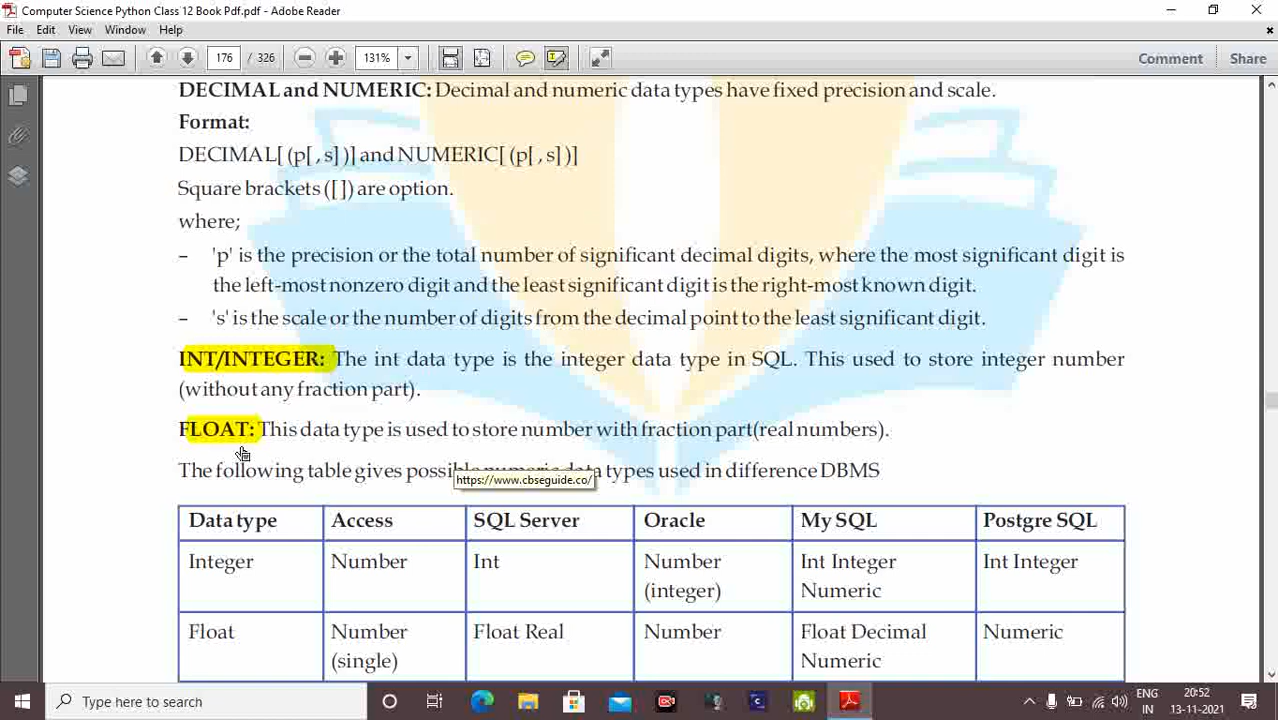 Computer Science Python Class 12 Book Pdf.pdf - Adobe Reader
File Edit View Window Help
176 / 326 131% Comment Share
DECIMAL and NUMERIC: Decimal and numeric data types have fixed precision and scale.
Format:
DECIMAL[ (p[ , s] )] and NUMERIC[ (p[ , s] )]
Square brackets ([ ]) are option.
where;
– 'p' is the precision or the total number of significant decimal digits, where the most significant digit is
the left-most nonzero digit and the least significant digit is the right-most known digit.
– 's' is the scale or the number of digits from the decimal point to the least significant digit.
INT/INTEGER: The int data type is the integer data type in SQL. This used to store integer number
(without any fraction part).
FLOAT: This data type is used to store number with fraction part(real numbers).
The following table gives possible numeric data types used in difference DBMS
https://www.cbseguide.co/
Data type Access SQL Server Oracle My SQL Postgre SQL
Integer Number Int Number Int Integer Int Integer
(integer) Numeric
Float Number Float Real Number Float Decimal Numeric
(single) Numeric
Type here to search
ENG 20:52
IN 13-11-2021